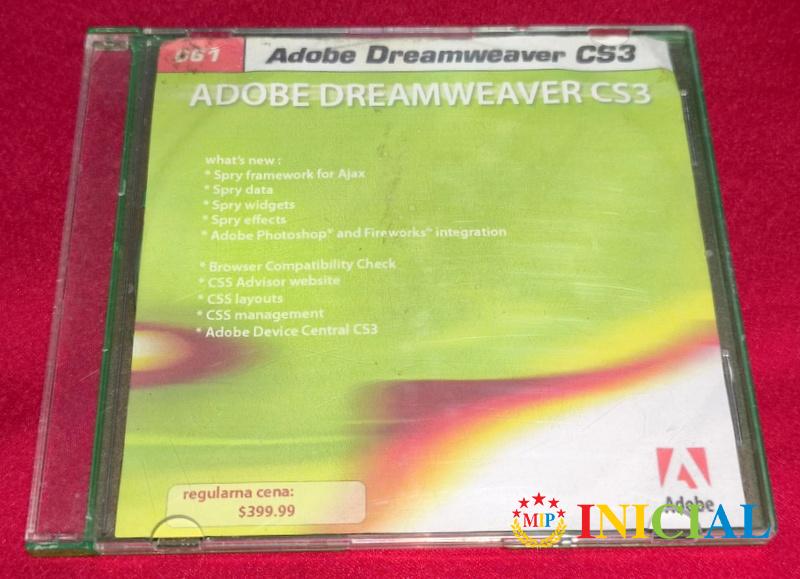 061
Adobe Dreamweaver CS3
ADOBE DREAMWEAVER CS3
what's new :
* Spry framework for Ajax
* Spry data
* Spry widgets
* Spry effects
* Adobe Photoshop® and Fireworks® integration
* Browser Compatibility Check
* CSS Advisor website
* CSS layouts
* CSS management
* Adobe Device Central CS3
regularna cena:
$399.99
Adobe
MIP INICIAL